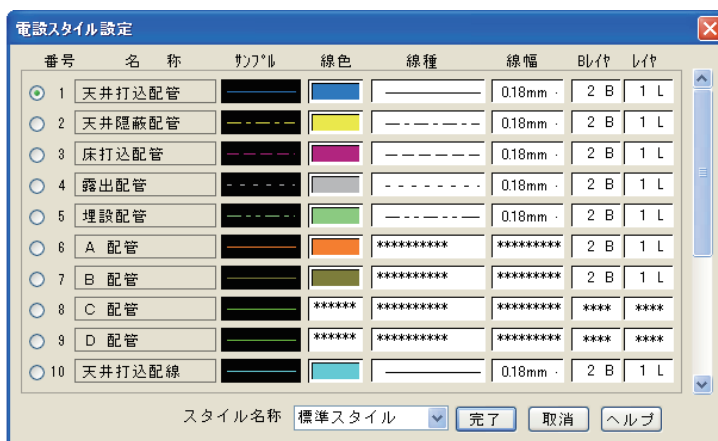 電設スタイル設定
番号 名 称 ｻﾝﾌﾟﾙ 線色 線種 線幅 Bﾚｲﾔ ﾚｲﾔ
1 天井打込配管 0.18mm 2 B 1 L
2 天井隠蔽配管 0.18mm 2 B 1 L
3 床打込配管 0.18mm 2 B 1 L
4 露出配管 0.18mm 2 B 1 L
5 埋設配管 0.18mm 2 B 1 L
6 A 配管 ********** ********* 2 B 1 L
7 B 配管 ********** ********* 2 B 1 L
8 C 配管 ****** ********** ********* **** ****
9 D 配管 ****** ********** ********* **** ****
10 天井打込配線 0.18mm 2 B 1 L
スタイル名称 標準スタイル 完了 取消 ヘルプ